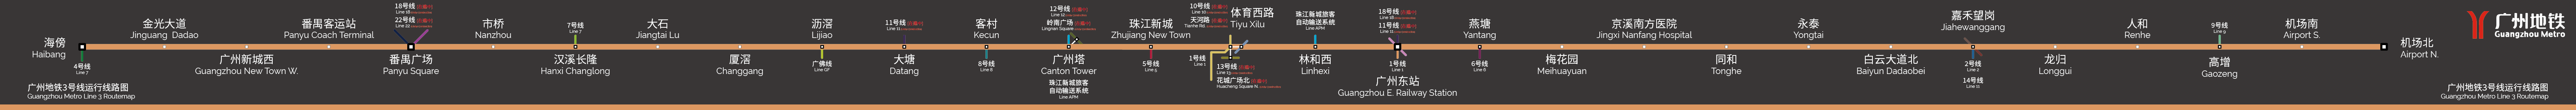 海傍
Haibang
4号线
Line 7
金光大道
Jinguang Dadao
广州新城西
Guangzhou New Town W.
番禺客运站
Panyu Coach Terminal
18号线
Line 18
22号线
Line 22
番禺广场
Panyu Square
市桥
Nanzhou
7号线
Line 7
汉溪长隆
Hanxi Changlong
大石
Jiangtai Lu
厦滘
Changgang
沥滘
Lijiao
广佛线
Line GF
11号线
Line 11
大塘
Datang
客村
Kecun
8号线
Line 8
12号线
Line 12
岭南广场
Lingnan Square
广州塔
Canton Tower
珠江新城旅客
自动输送系统
Line APM
珠江新城
Zhujiang New Town
5号线
Line 5
10号线
Line 10
天河路
Tianhe Rd.
体育西路
Tiyu Xilu
1号线
Line 1
13号线
Line 13
花城广场北
Huacheng Square N
珠江新城旅客
自动输送系统
Line APM
林和西
Linhexi
18号线
Line 18
11号线
Line 11
1号线
Line 1
广州东站
Guangzhou E. Railway Station
燕塘
Yantang
6号线
Line 6
梅花园
Meihuayuan
京溪南方医院
Jingxi Nanfang Hospital
同和
Tonghe
永泰
Yongtai
白云大道北
Baiyun Dadaobei
嘉禾望岗
Jiahewanggang
2号线
Line 2
14号线
Line 11
龙归
Longgui
人和
Renhe
9号线
Line 9
高增
Gaozeng
机场南
Airport S.
机场北
Airport N.
广州地铁
Guangzhou Metro
广州地铁3号线运行线路图
Guangzhou Metro Line 3 Routemap
广州地铁3号线运行线路图
Guangzhou Metro Line 3 Routemap